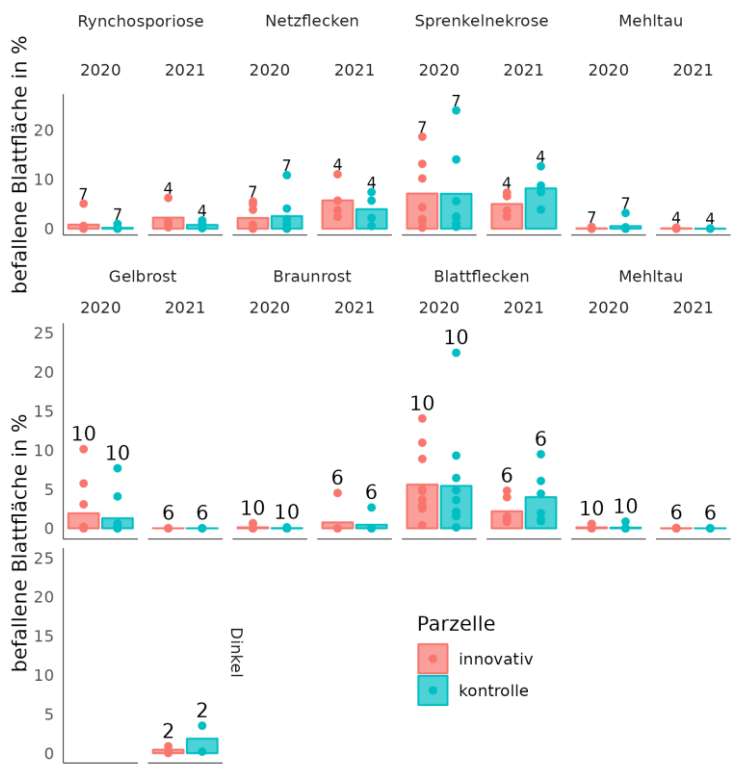 Rynchosporiose Netzflecken Sprenkelnekrose Mehltau
2020 2021 2020 2021 2020 2021 2020 2021
befallene Blattfläche in %
20
10
0
7 7 4 4 7 7 4 4 7 7 4 4 7 7 4 4
Gelbrost Braunrost Blattflecken Mehltau
2020 2021 2020 2021 2020 2021 2020 2021
befallene Blattfläche in %
25
20
15
10
5
0
10 10 6 6 10 10 6 6 10 10 6 6 10 10 6 6
25
20
15
10
5
0
2 2
Dinkel
Parzelle
innovativ
kontrolle